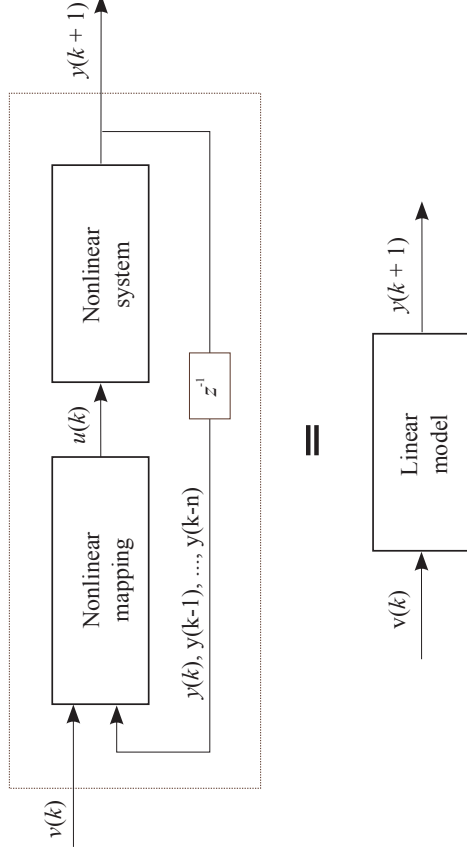 v(k)
Nonlinear
mapping
u(k)
Nonlinear
system
y(k + 1)
z⁻¹
y(k), y(k-1), ..., y(k-n)
≡
v(k)
Linear
model
y(k + 1)